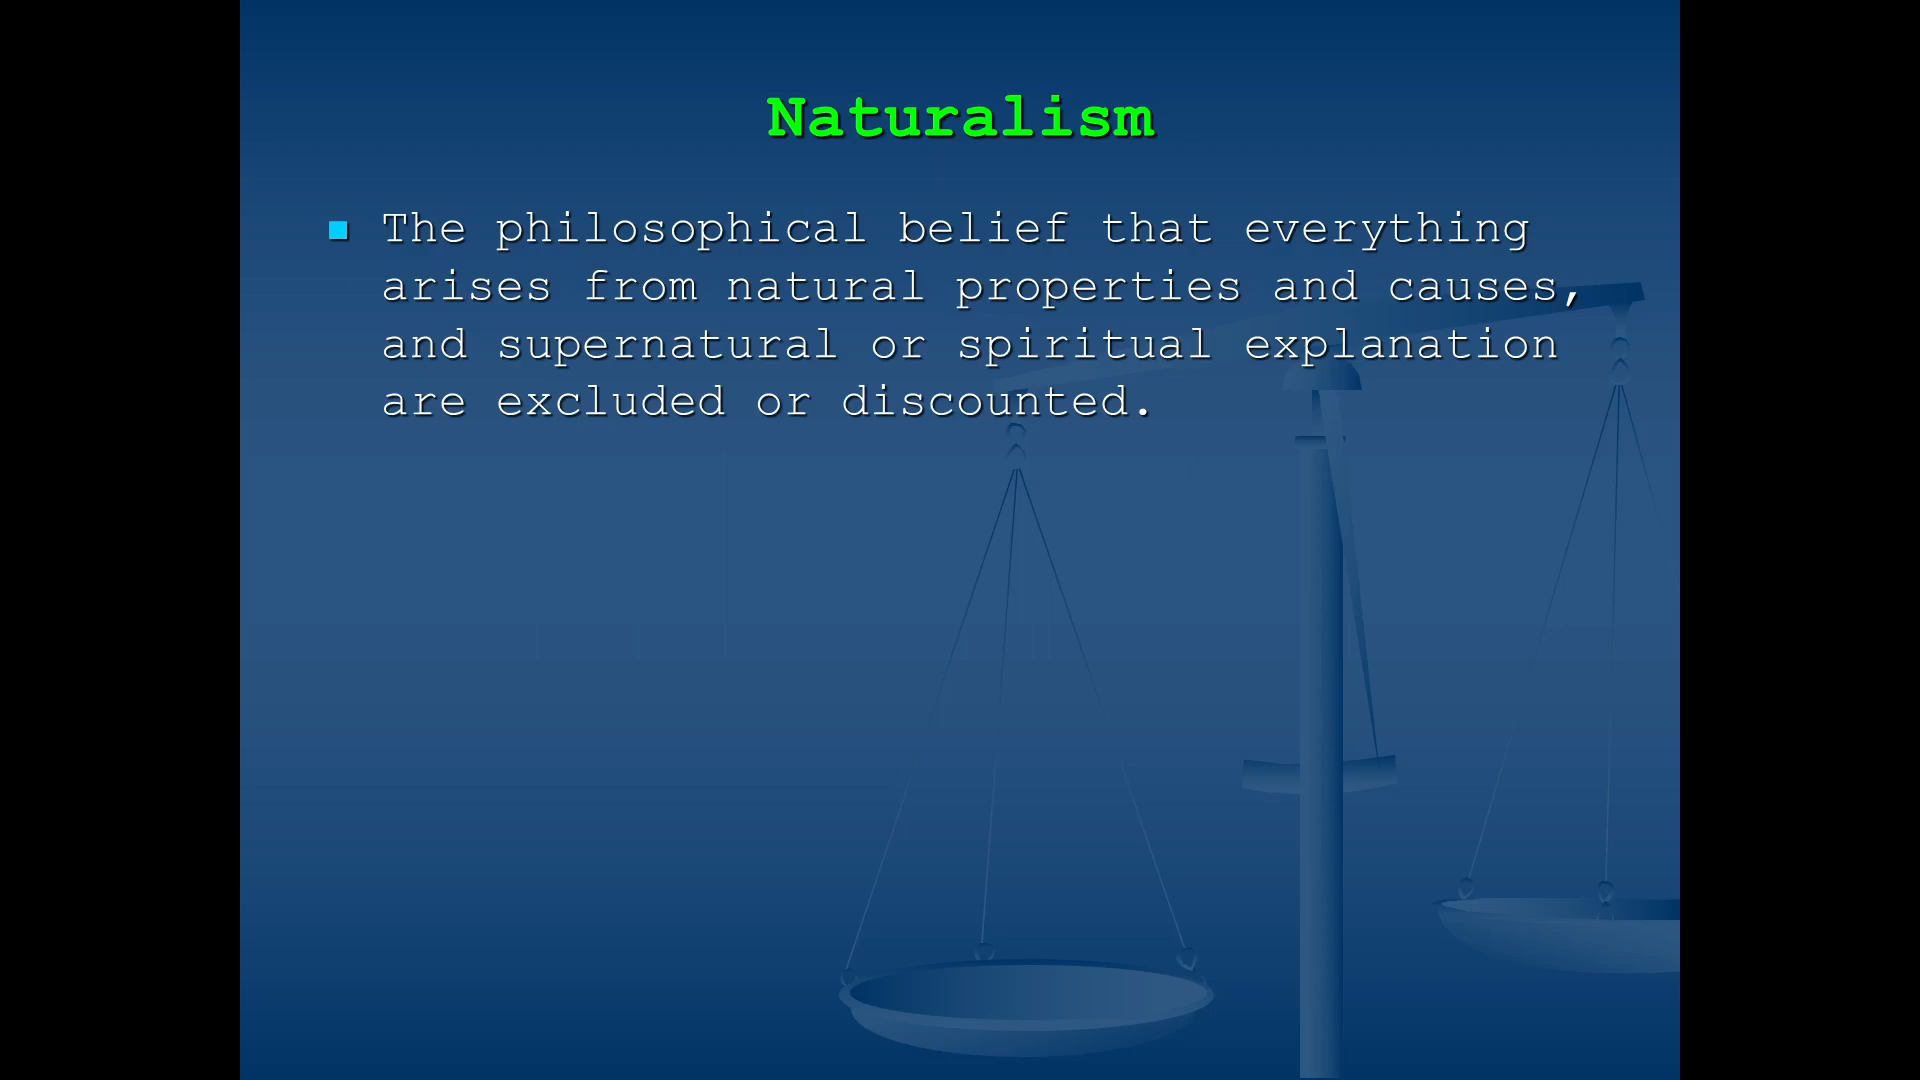 Naturalism
The philosophical belief that everything
arises from natural properties and causes,
and supernatural or spiritual explanation
are excluded or discounted.